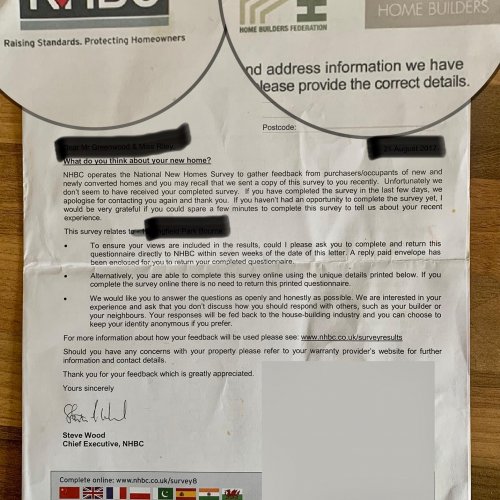 NHBC
Raising Standards. Protecting Homeowners
HOME BUILDERS FEDERATION
HOME BUILDERS
nd address information we have
please provide the correct details.
Postcode:
Dear Mr Greenwood & Miss Riley
21 August 2017
What do you think about your new home?
NHBC operates the National New Homes Survey to gather feedback from purchasers/occupants of new and
newly converted homes and you may recall that we sent a copy of this survey to you recently. Unfortunately we
don't seem to have received your completed survey. If you have completed the survey in the last few days, we
apologise for contacting you again and thank you. If you haven't had an opportunity to complete the survey yet, I
would be very grateful if you could spare a few minutes to complete this survey to tell us about your recent
experience.
This survey relates to
• To ensure your views are included in the results, could I please ask you to complete and return this
questionnaire directly to NHBC within seven weeks of the date of this letter. A reply paid envelope has
been enclosed for you to return your completed questionnaire.
• Alternatively, you are able to complete this survey online using the unique details printed below. If you
complete the survey online there is no need to return this printed questionnaire.
• We would like you to answer the questions as openly and honestly as possible. We are interested in your
experience and ask that you don't discuss how you should respond with others, such as your builder or
your neighbours. Your responses will be fed back to the house-building industry and you can choose to
keep your identity anonymous if you prefer.
For more information about how your feedback will be used please see: www.nhbc.co.uk/surveyresults
Should you have any concerns with your property please refer to your warranty provider's website for further
information and contact details.
Thank you for your feedback which is greatly appreciated.
Yours sincerely
Steve Wood
Chief Executive, NHBC
Complete online: www.nhbc.co.uk/survey8